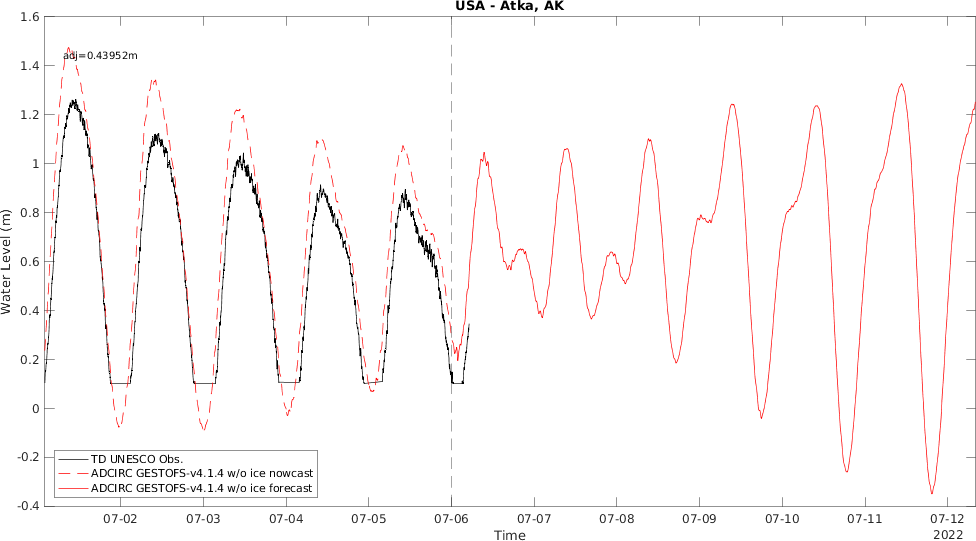 USA - Atka, AK
adj=0.43952m
Water Level (m)
1.6
1.4
1.2
1
0.8
0.6
0.4
0.2
0
-0.2
-0.4
TD UNESCO Obs.
ADCIRC GESTOFS-v4.1.4 w/o ice nowcast
ADCIRC GESTOFS-v4.1.4 w/o ice forecast
07-02 07-03 07-04 07-05 07-06 07-07 07-08 07-09 07-10 07-11 07-12
Time
2022